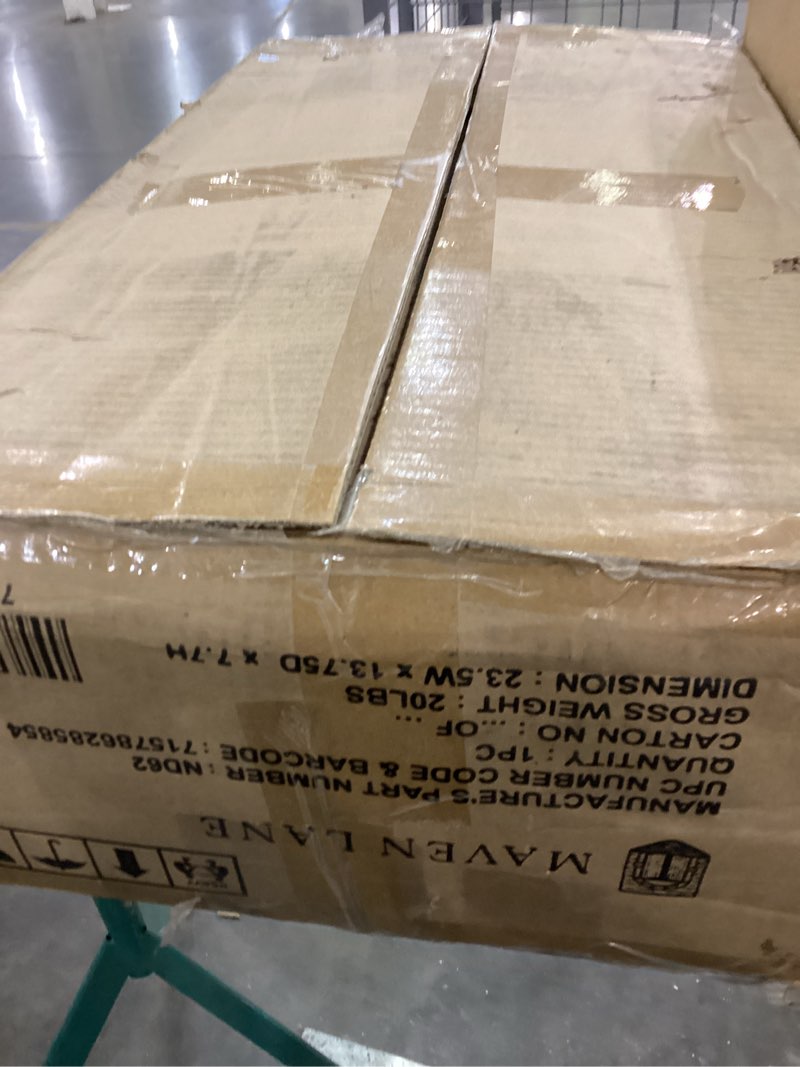 MAVEN LANE
MANUFACTURE'S PART NUMBER : ND62
UPC NUMBER CODE & BARCODE : 715786285854
QUANTITY : 1PC
CARTON NO : ...OF ...
GROSS WEIGHT : 20LBS
DIMENSION : 23.5W x 13.75D x 7.7H
7